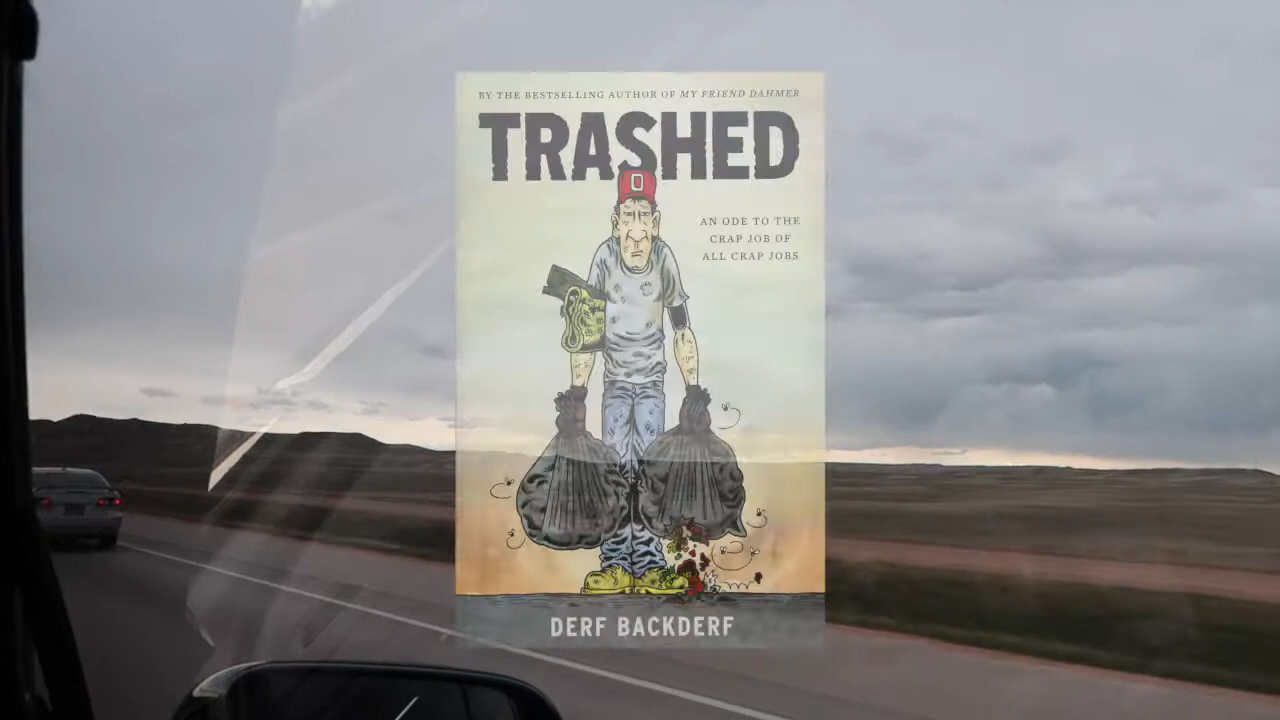 BY THE BESTSELLING AUTHOR OF MY FRIEND DAHMER
TRASHED
O
AN ODE TO THE
CRAP JOB OF
ALL CRAP JOBS
DERF BACKDERF